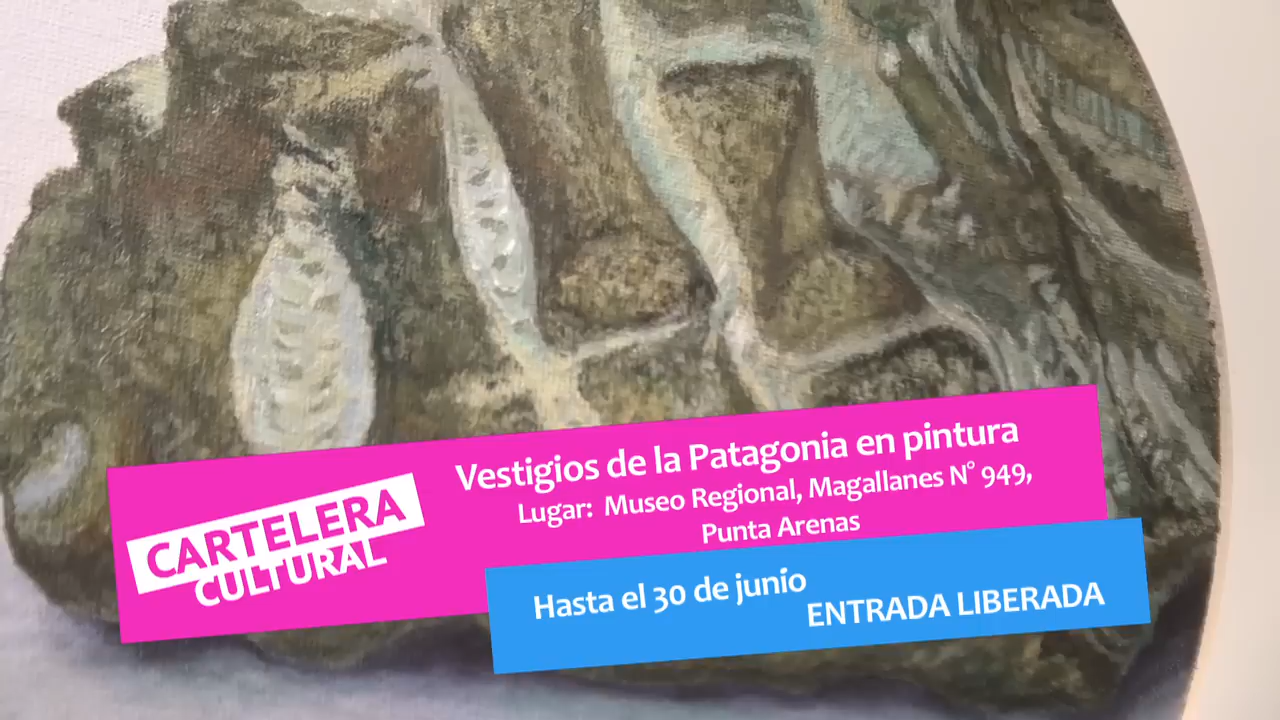 CARTELERA
CULTURAL
Vestigios de la Patagonia en pintura
Lugar: Museo Regional, Magallanes N° 949,
Punta Arenas
Hasta el 30 de junio
ENTRADA LIBERADA